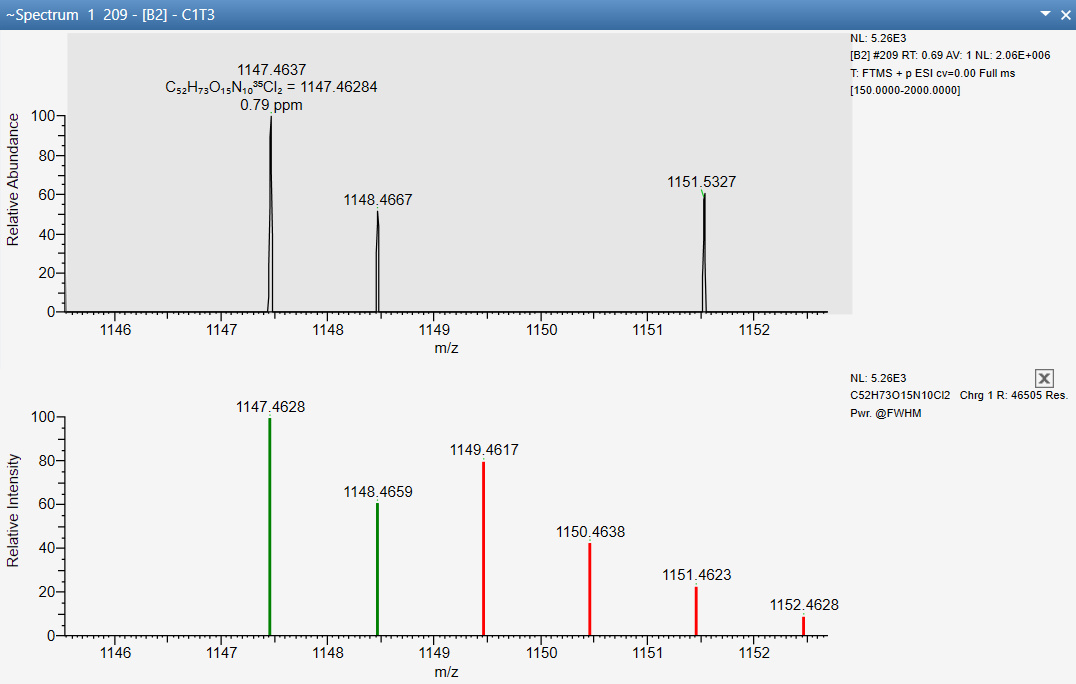 ~Spectrum 1 209 - [B2] - C1T3
NL: 5.26E3
[B2] #209 RT: 0.69 AV: 1 NL: 2.06E+006
T: FTMS + p ESI cv=0.00 Full ms
[150.0000-2000.0000]
1147.4637
C₅₂H₇₃O₁₅N₁₀³⁵Cl₂ = 1147.46284
0.79 ppm
1148.4667
1151.5327
Relative Abundance
100
80
60
40
20
0
1146 1147 1148 1149 1150 1151 1152
m/z
NL: 5.26E3
X
C52H73O15N10Cl2 Chrg 1 R: 46505 Res.
Pwr. @FWHM
1147.4628
1148.4659
1149.4617
1150.4638
1151.4623
1152.4628
Relative Intensity
100
80
60
40
20
0
1146 1147 1148 1149 1150 1151 1152
m/z